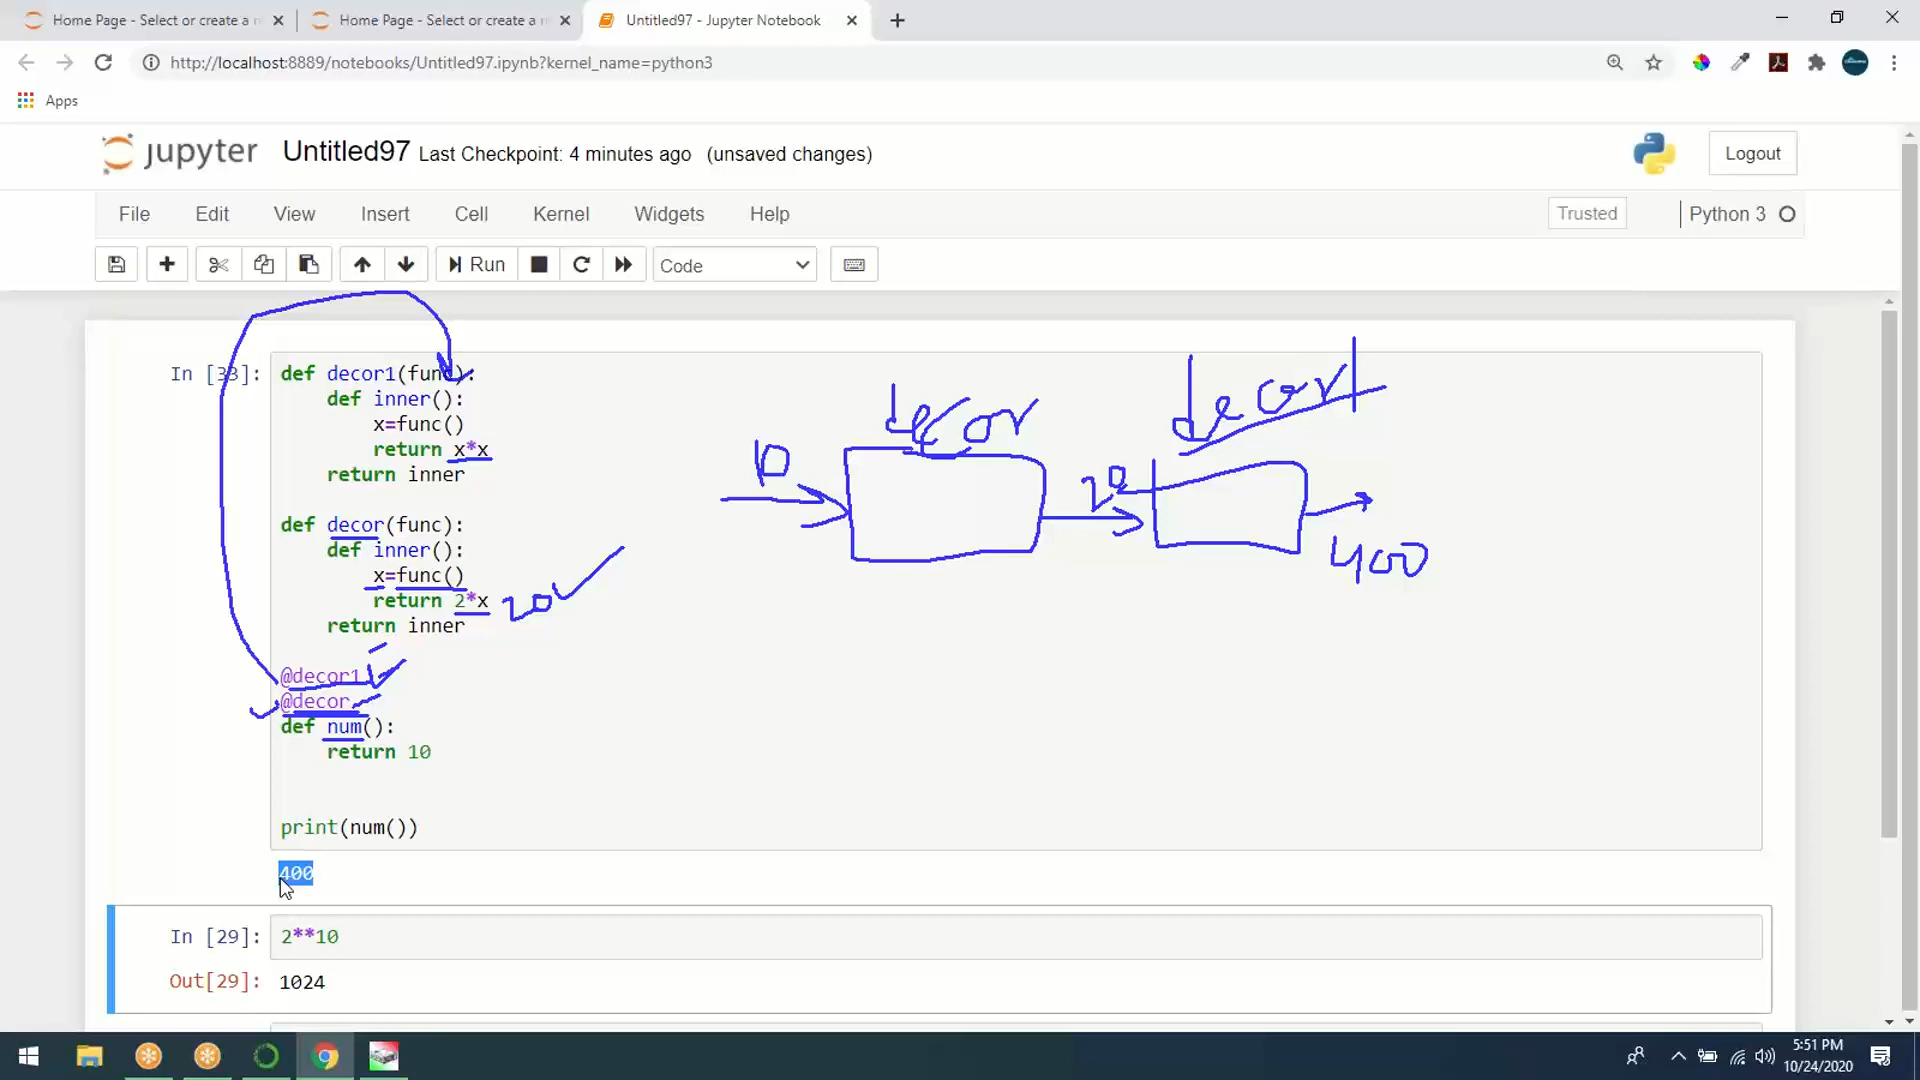 Home Page - Select or create a n
Home Page - Select or create a n
Untitled97 - Jupyter Notebook
http://localhost:8889/notebooks/Untitled97.ipynb?kernel_name=python3
Apps
jupyter Untitled97 Last Checkpoint: 4 minutes ago (unsaved changes)
Logout
File Edit View Insert Cell Kernel Widgets Help
Trusted
Python 3
Run
Code
In [33]:
def decor1(func):
    def inner():
        x=func()
        return x*x
    return inner
def decor(func):
    def inner():
        x=func()
        return 2*x
    return inner
@decor1
@decor
def num():
    return 10
print(num())
400
decor
decor1
10
20
400
20
In [29]: 2**10
Out[29]: 1024
5:51 PM
10/24/2020